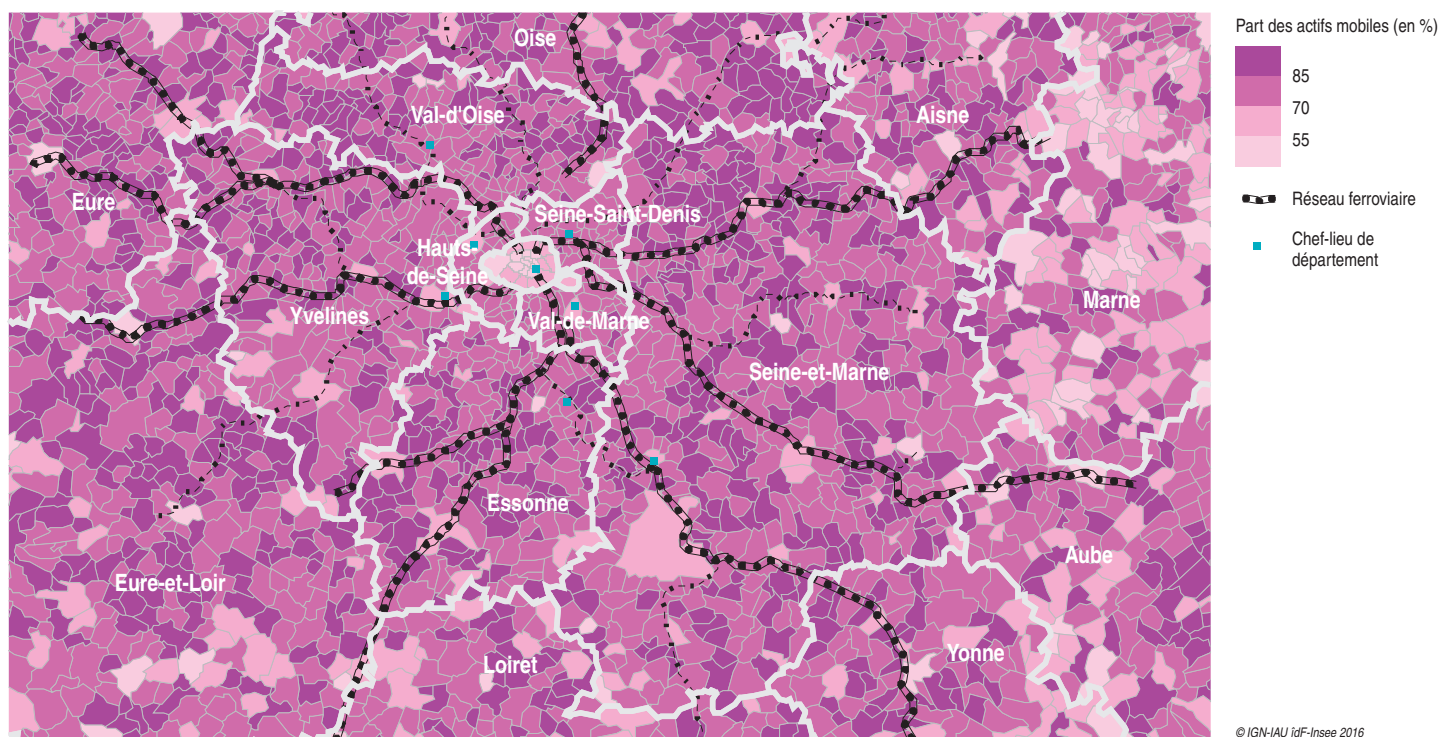 Part des actifs mobiles (en %)
85
70
55
Réseau ferroviaire
Chef-lieu de
département
Oise
Val-d'Oise
Aisne
Eure
Seine-Saint-Denis
Hauts-
de-Seine
Marne
Yvelines
Val-de-Marne
Seine-et-Marne
Essonne
Aube
Eure-et-Loir
Loiret
Yonne
© IGN-IAU îdF-Insee 2016